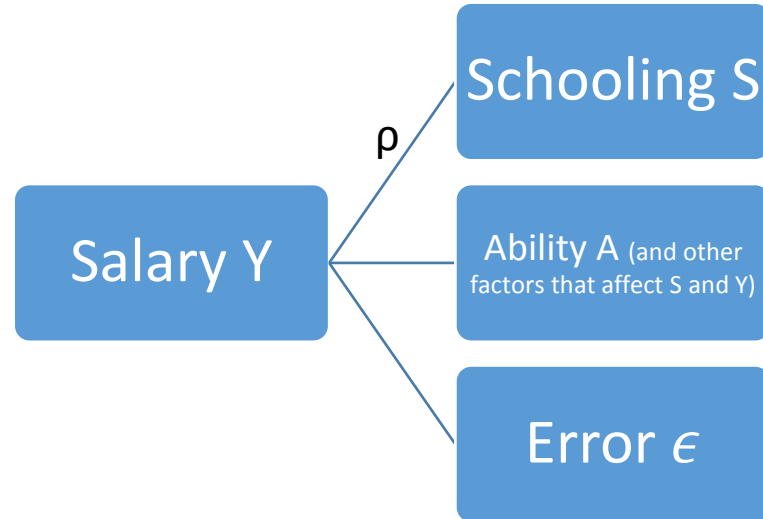 Schooling S
ρ
Salary Y
Ability A (and other
factors that affect S and Y)
Error ϵ